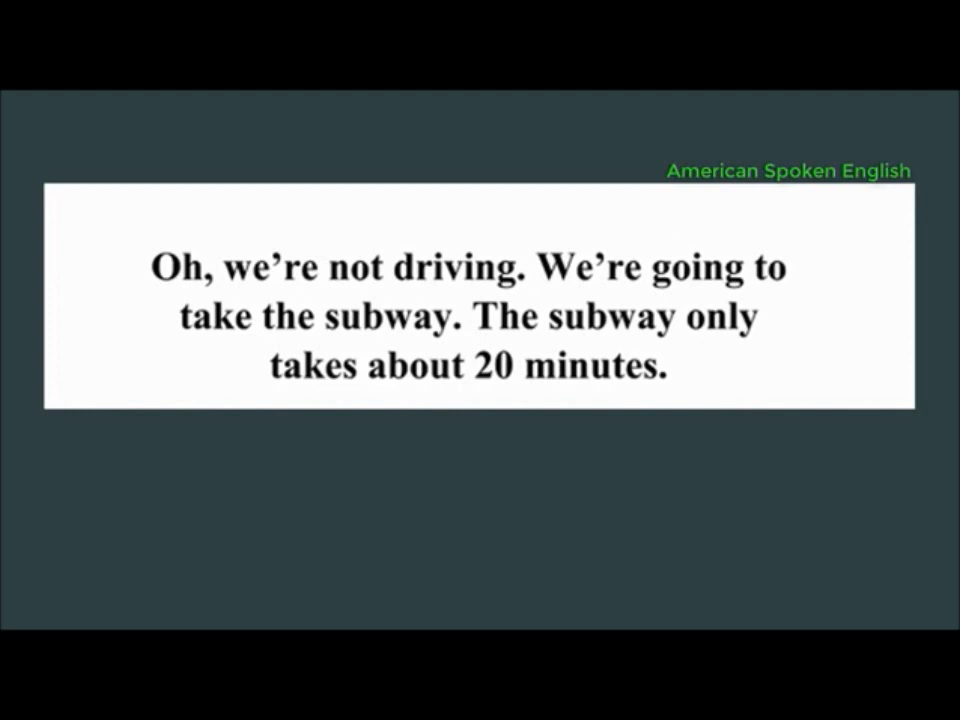 American Spoken English
Oh, we’re not driving. We’re going to
take the subway. The subway only
takes about 20 minutes.